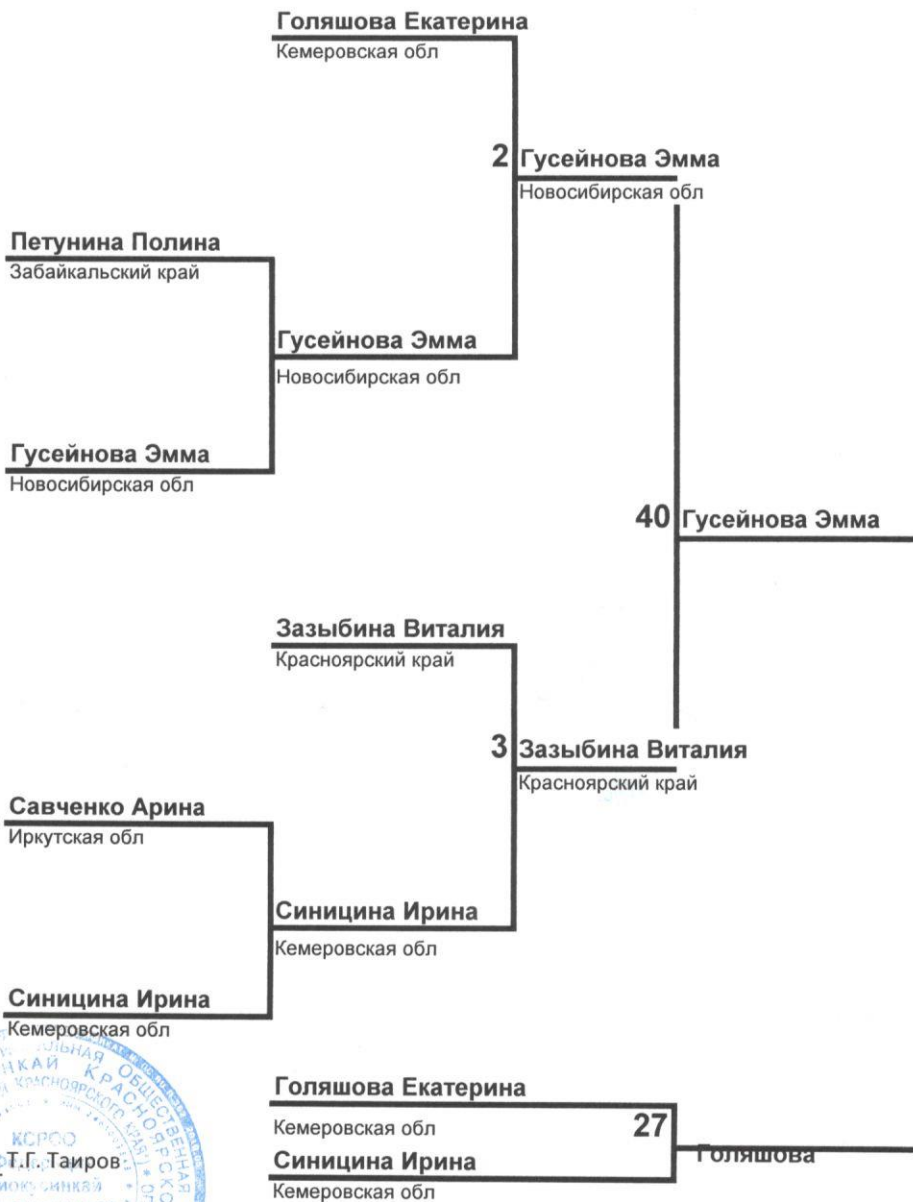 Голяшова Екатерина
Кемеровская обл
2 Гусейнова Эмма
Новосибирская обл
Петунина Полина
Забайкальский край
Гусейнова Эмма
Новосибирская обл
Гусейнова Эмма
Новосибирская обл
40 Гусейнова Эмма
Зазыбина Виталия
Красноярский край
3 Зазыбина Виталия
Красноярский край
Савченко Арина
Иркутская обл
Синицина Ирина
Кемеровская обл
Синицина Ирина
Кемеровская обл
Голяшова Екатерина
Кемеровская обл
27
Голяшова
Синицина Ирина
Кемеровская обл
КСРОО
Т.Г. Таиров